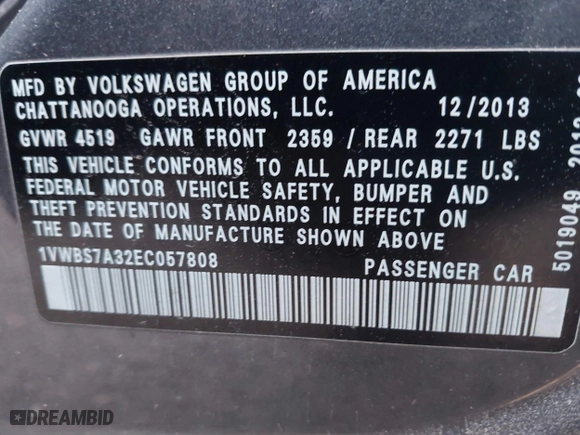 MFD BY VOLKSWAGEN GROUP OF AMERICA
CHATTANOOGA OPERATIONS, LLC. 12/2013
GVWR 4519 GAWR FRONT 2359 / REAR 2271 LBS
THIS VEHICLE CONFORMS TO ALL APPLICABLE U.S.
FEDERAL MOTOR VEHICLE SAFETY, BUMPER AND
THEFT PREVENTION STANDARDS IN EFFECT ON
THE DATE OF MANUFACTURE SHOWN ABOVE
1VWBS7A32EC057808 PASSENGER CAR
5019049
DREAMBID